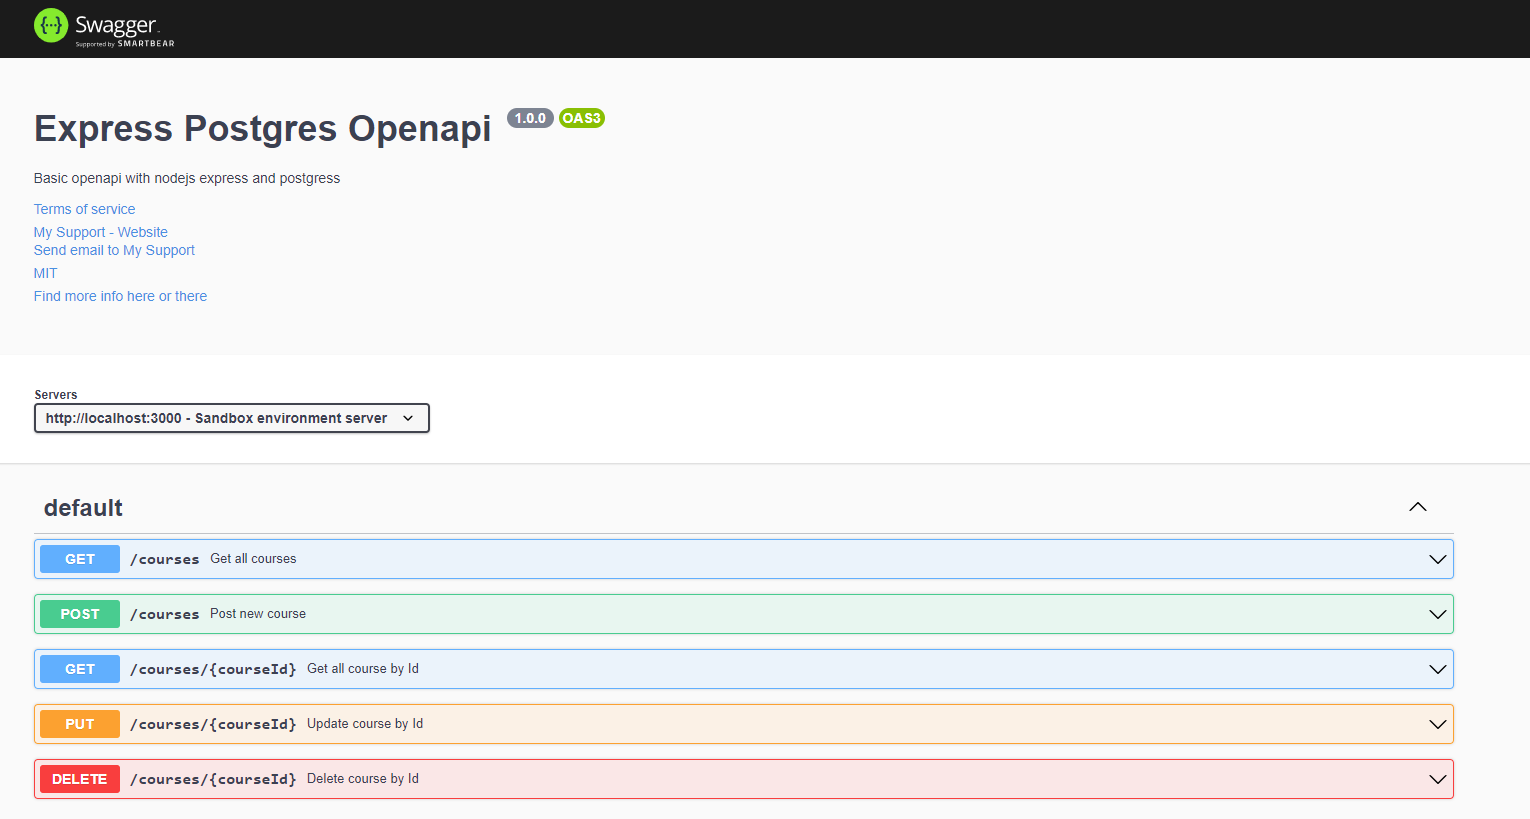 {···} Swagger
Supported by SMARTBEAR
Express Postgres Openapi 1.0.0 OAS3
Basic openapi with nodejs express and postgress
Terms of service
My Support - Website
Send email to My Support
MIT
Find more info here or there
Servers
http://localhost:3000 - Sandbox environment server
default
GET /courses Get all courses
POST /courses Post new course
GET /courses/{courseId} Get all course by Id
PUT /courses/{courseId} Update course by Id
DELETE /courses/{courseId} Delete course by Id